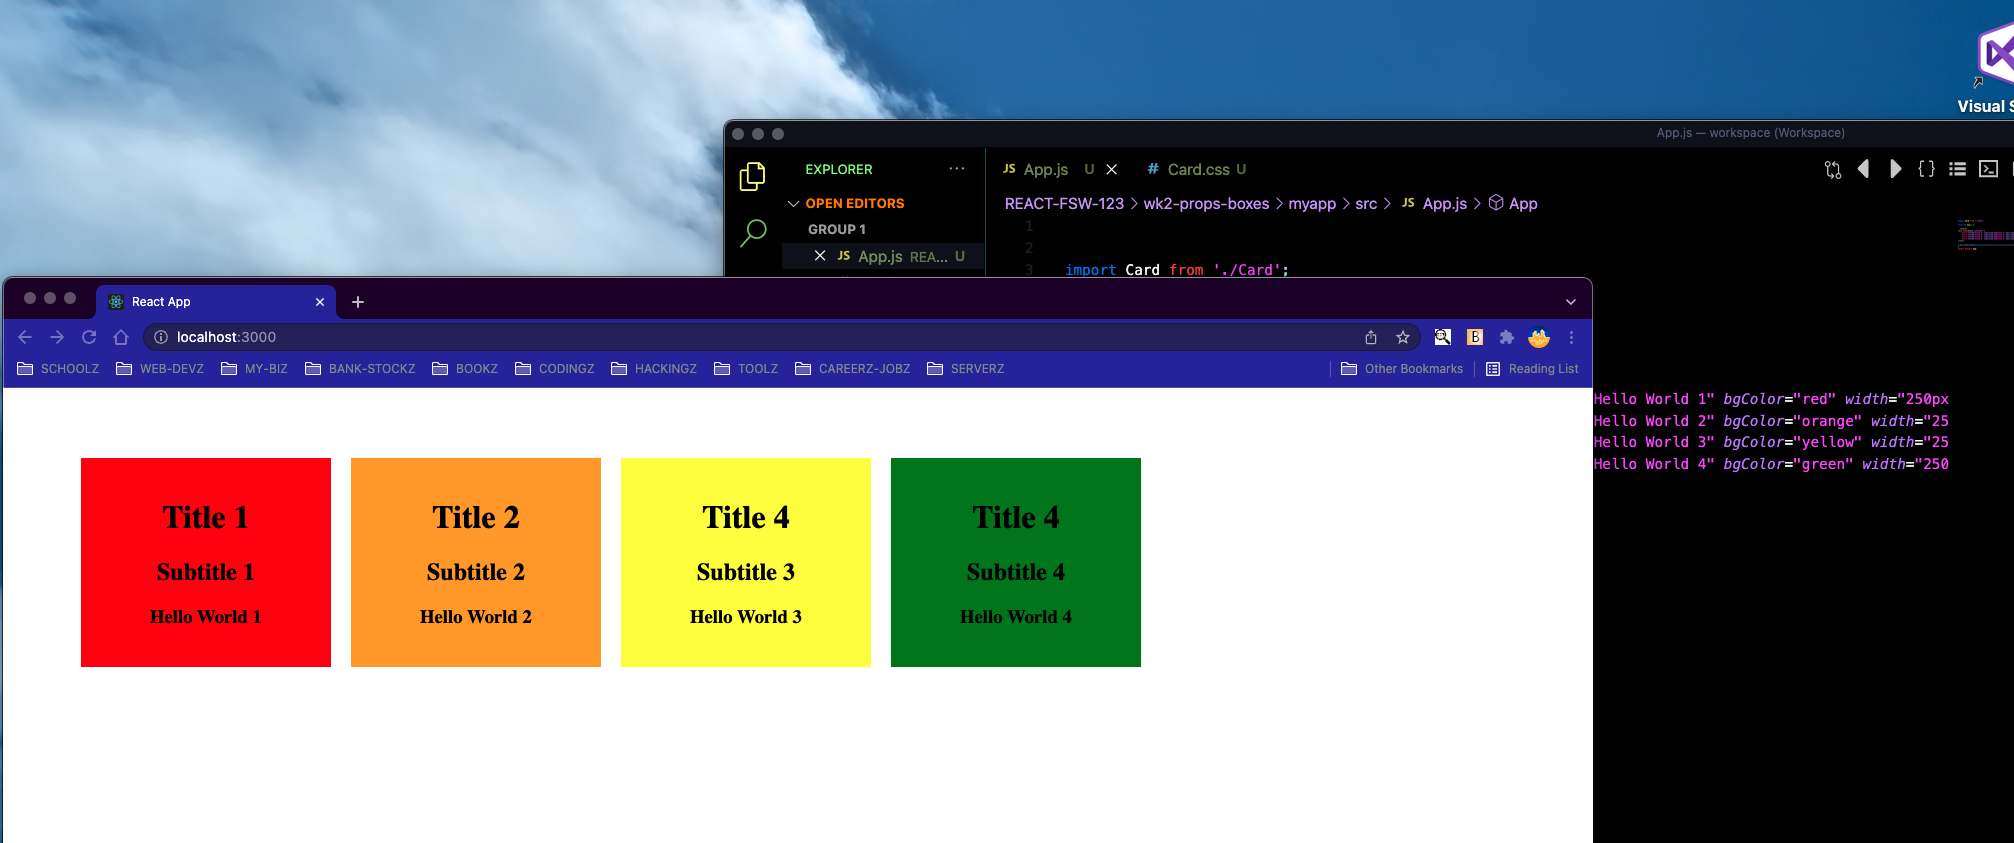 Visual S
App.js — workspace (Workspace)
EXPLORER
JS App.js U
# Card.css U
OPEN EDITORS
REACT-FSW-123 > wk2-props-boxes > myapp > src > JS App.js > App
GROUP 1
JS App.js REA... U
1
2
3 import Card from './Card';
React App
localhost:3000
SCHOOLZ WEB-DEVZ MY-BIZ BANK-STOCKZ BOOKZ CODINGZ HACKINGZ TOOLZ CAREERZ-JOBZ SERVERZ Other Bookmarks Reading List
Hello World 1" bgColor="red" width="250px
Hello World 2" bgColor="orange" width="25
Hello World 3" bgColor="yellow" width="25
Hello World 4" bgColor="green" width="250
Title 1
Subtitle 1
Hello World 1
Title 2
Subtitle 2
Hello World 2
Title 4
Subtitle 3
Hello World 3
Title 4
Subtitle 4
Hello World 4